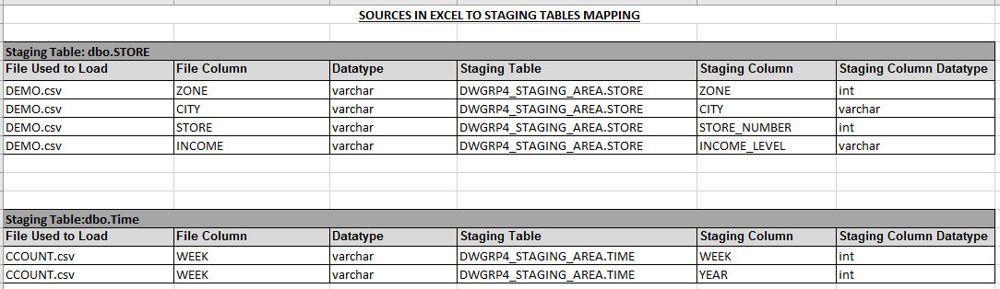 SOURCES IN EXCEL TO STAGING TABLES MAPPING
Staging Table: dbo.STORE
File Used to Load File Column Datatype Staging Table Staging Column Staging Column Datatype
DEMO.csv ZONE varchar DWGRP4_STAGING_AREA.STORE ZONE int
DEMO.csv CITY varchar DWGRP4_STAGING_AREA.STORE CITY varchar
DEMO.csv STORE varchar DWGRP4_STAGING_AREA.STORE STORE_NUMBER int
DEMO.csv INCOME varchar DWGRP4_STAGING_AREA.STORE INCOME_LEVEL varchar
Staging Table:dbo.Time
File Used to Load File Column Datatype Staging Table Staging Column Staging Column Datatype
CCOUNT.csv WEEK varchar DWGRP4_STAGING_AREA.TIME WEEK int
CCOUNT.csv WEEK varchar DWGRP4_STAGING_AREA.TIME YEAR int